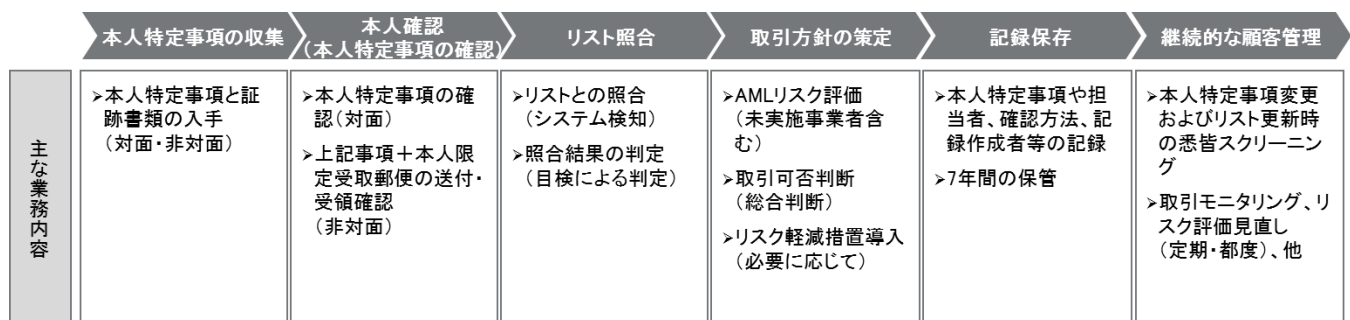 本人特定事項の収集
本人確認
(本人特定事項の確認)
リスト照合
取引方針の策定
記録保存
継続的な顧客管理
主な業務内容
➢本人特定事項と証
跡書類の入手
(対面・非対面)
➢本人特定事項の確
認(対面)
➢上記事項＋本人限
定受取郵便の送付・
受領確認
(非対面)
➢リストとの照合
(システム検知)
➢照合結果の判定
(目検による判定)
➢AMLリスク評価
(未実施事業者含
む)
➢取引可否判断
(総合判断)
➢リスク軽減措置導入
(必要に応じて)
➢本人特定事項や担
当者、確認方法、記
録作成者等の記録
➢7年間の保管
➢本人特定事項変更
およびリスト更新時
の悉皆スクリーニン
グ
➢取引モニタリング、リ
スク評価見直し
(定期・都度)、他